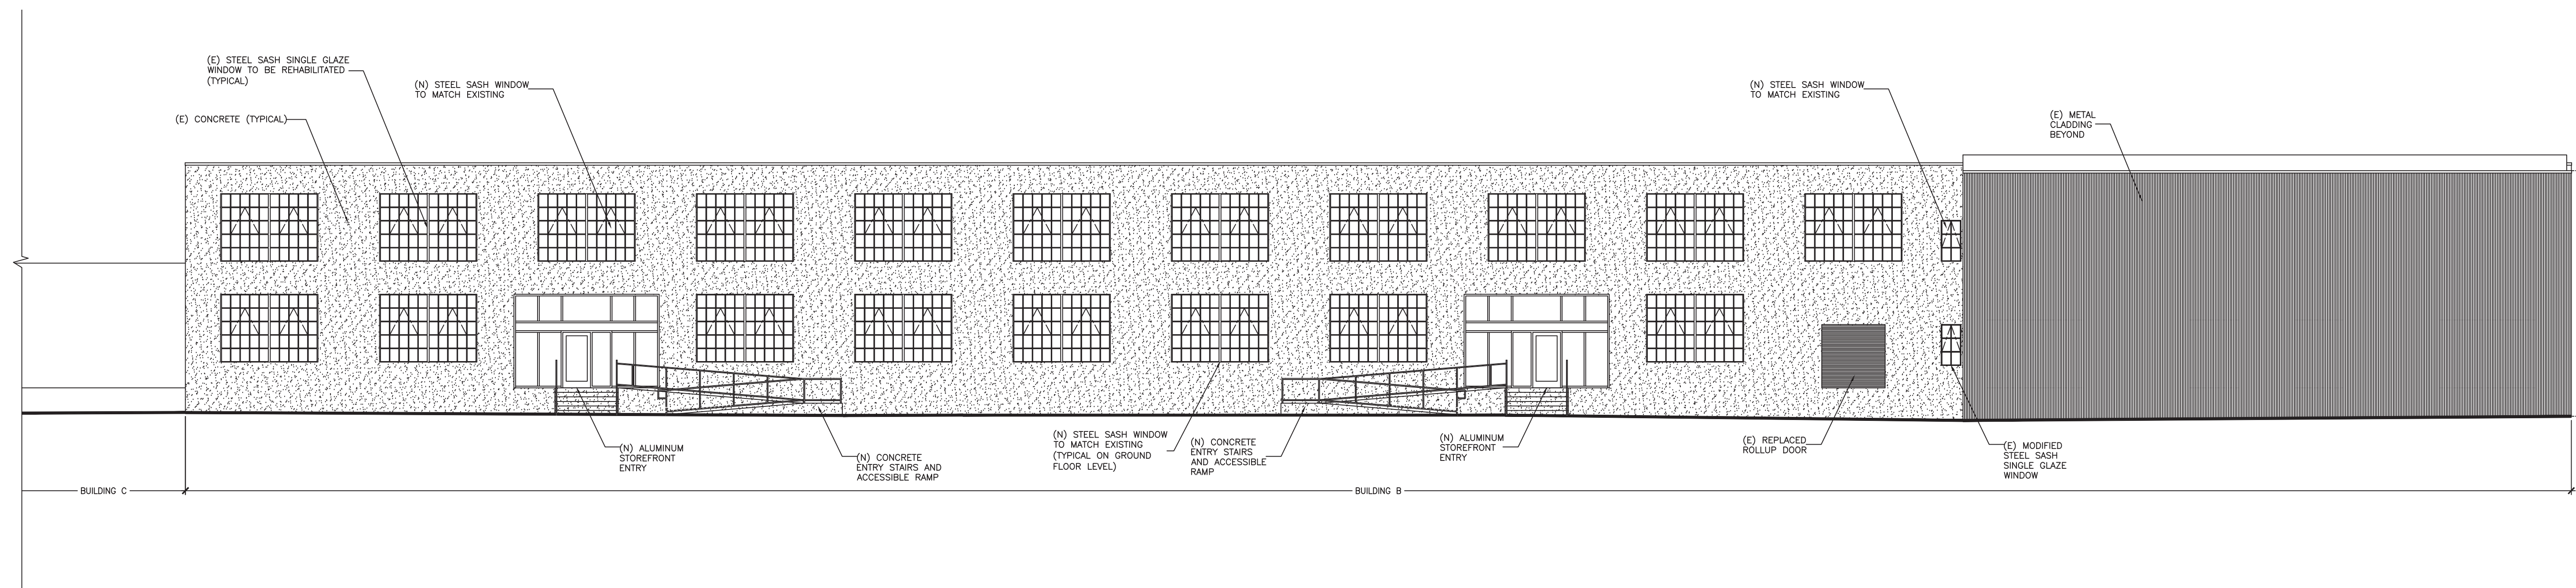 (E) STEEL SASH SINGLE GLAZE
WINDOW TO BE REHABILITATED
(TYPICAL)
(N) STEEL SASH WINDOW
TO MATCH EXISTING
(E) CONCRETE (TYPICAL)
(N) STEEL SASH WINDOW
TO MATCH EXISTING
(E) METAL
CLADDING
BEYOND
(N) ALUMINUM
STOREFRONT
ENTRY
(N) CONCRETE
ENTRY STAIRS AND
ACCESSIBLE RAMP
(N) STEEL SASH WINDOW
TO MATCH EXISTING
(TYPICAL ON GROUND
FLOOR LEVEL)
(N) CONCRETE
ENTRY STAIRS
AND ACCESSIBLE
RAMP
(N) ALUMINUM
STOREFRONT
ENTRY
(E) REPLACED
ROLLUP DOOR
(E) MODIFIED
STEEL SASH
SINGLE GLAZE
WINDOW
BUILDING C
BUILDING B